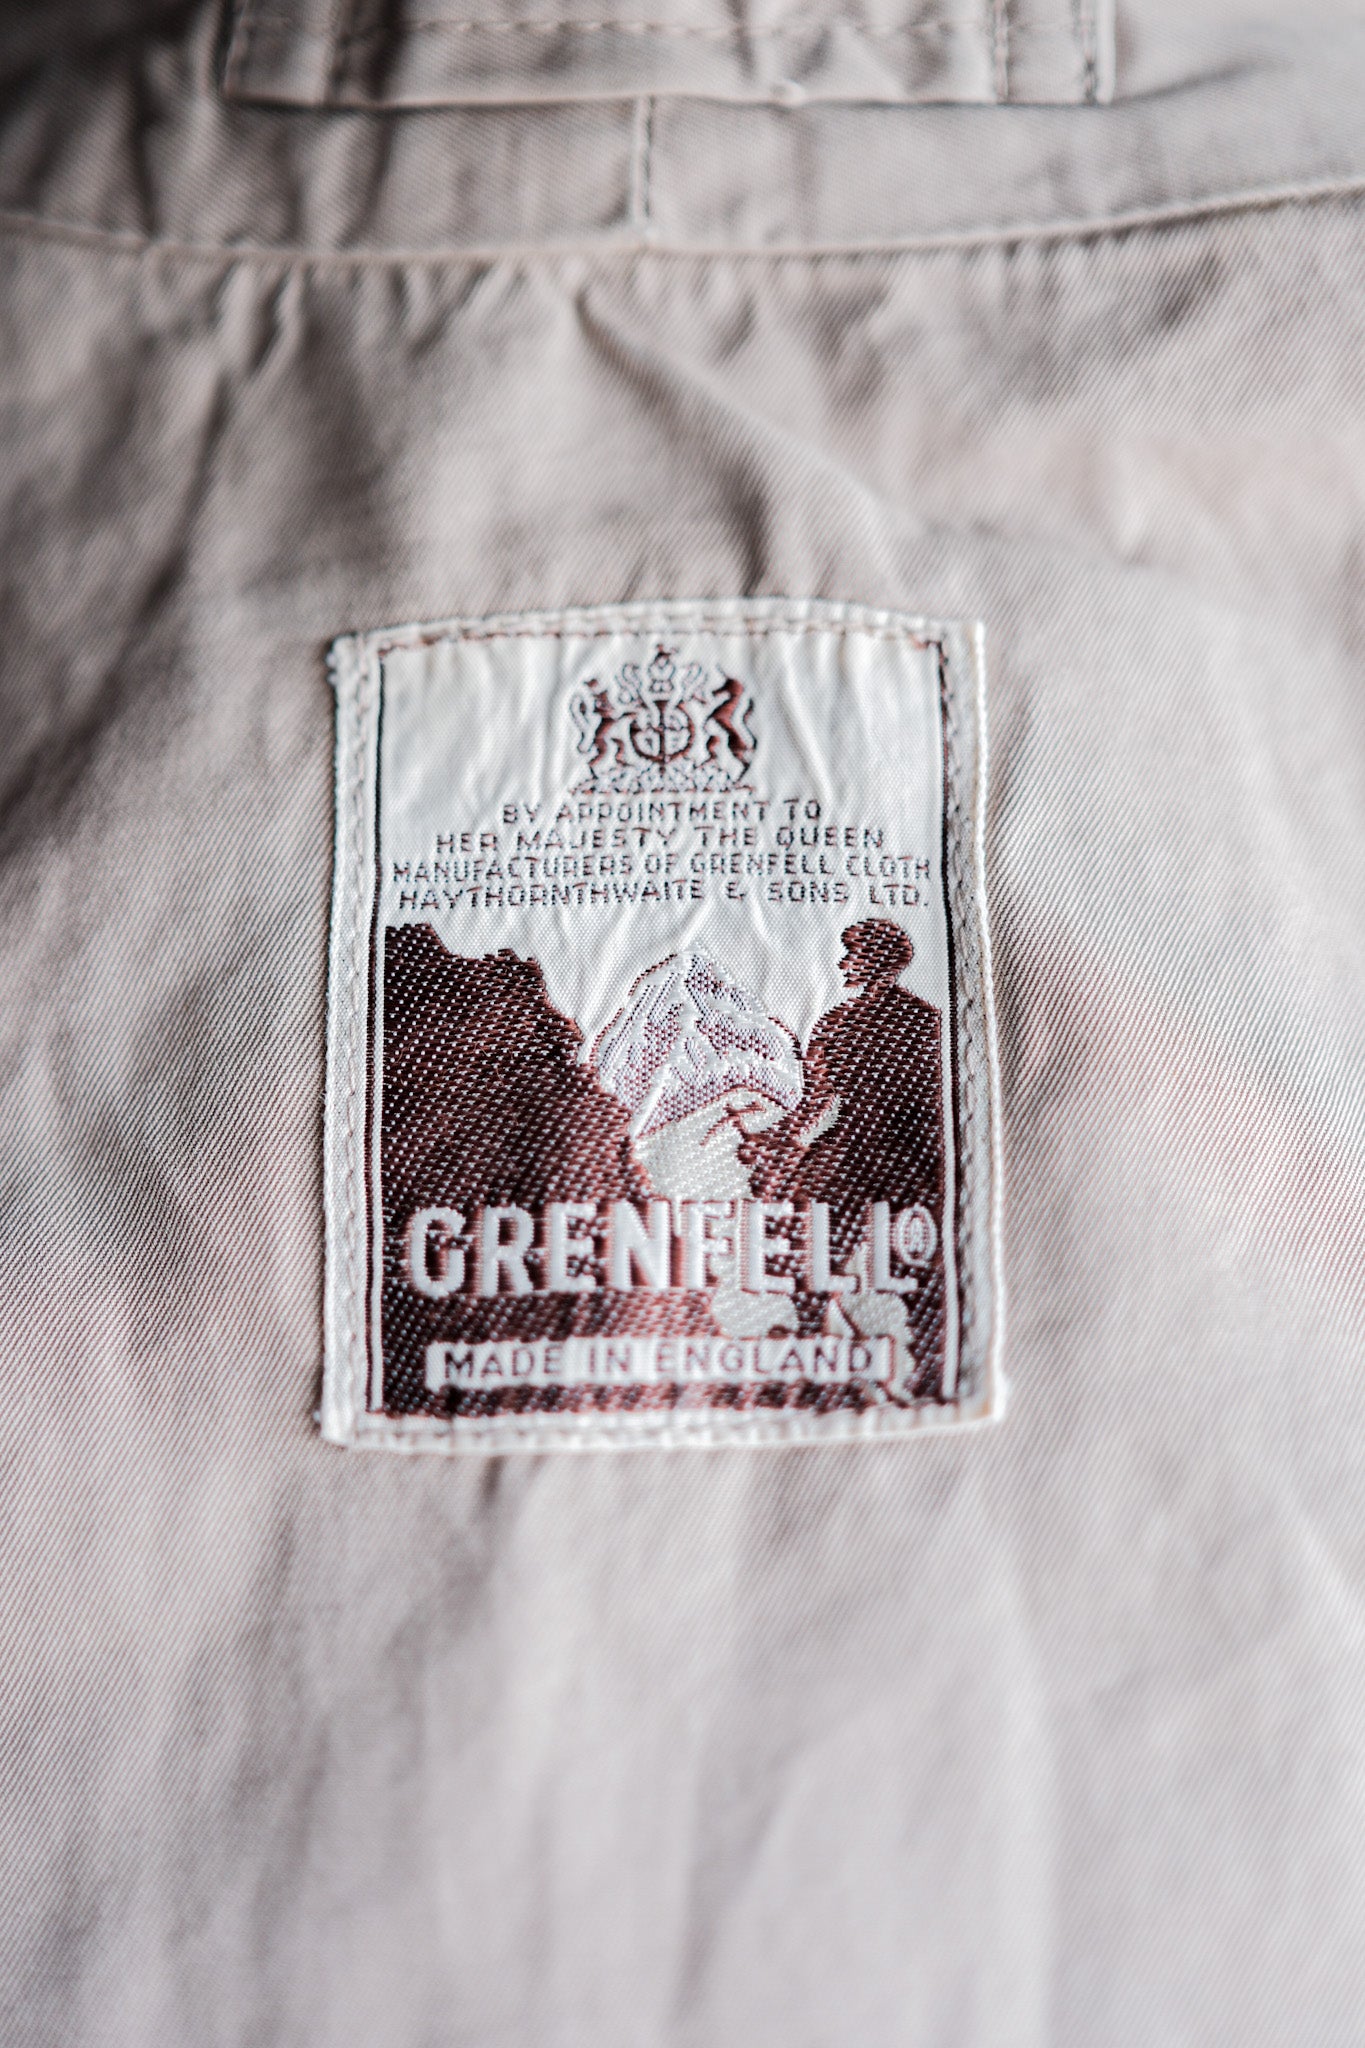 BY APPOINTMENT TO
HER MAJESTY THE QUEEN
MANUFACTURERS OF GRENFELL CLOTH
HAYTHORNTHWAITE & SONS LTD.
GRENFELL®
MADE IN ENGLAND